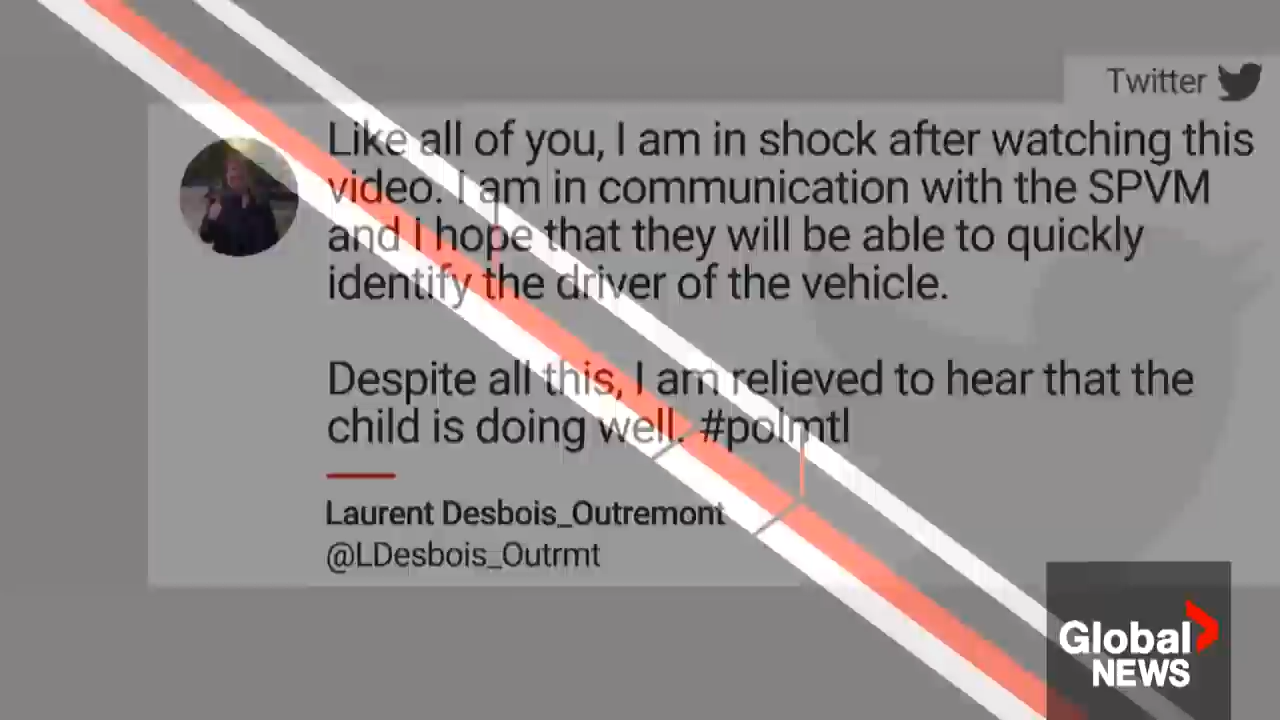 Twitter
Like all of you, I am in shock after watching this
video. I am in communication with the SPVM
and I hope that they will be able to quickly
identify the driver of the vehicle.
Despite all this, I am relieved to hear that the
child is doing well. #polmtl
Laurent Desbois_Outremont
@LDesbois_Outrmt
Global
NEWS